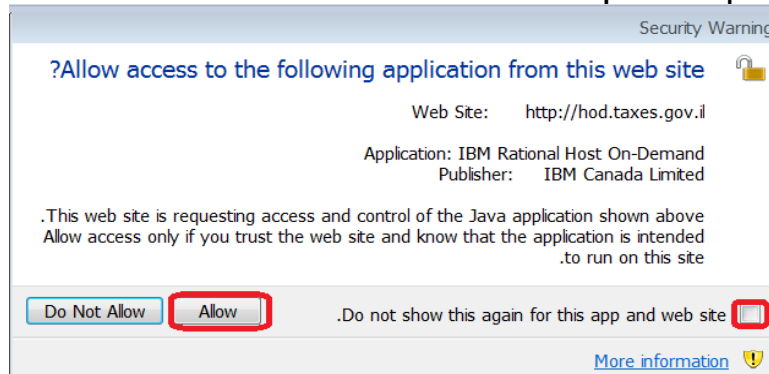 Security Warning
?Allow access to the following application from this web site
Web Site: http://hod.taxes.gov.il
Application: IBM Rational Host On-Demand
Publisher: IBM Canada Limited
.This web site is requesting access and control of the Java application shown above
Allow access only if you trust the web site and know that the application is intended
.to run on this site
Do Not Allow Allow .Do not show this again for this app and web site
More information